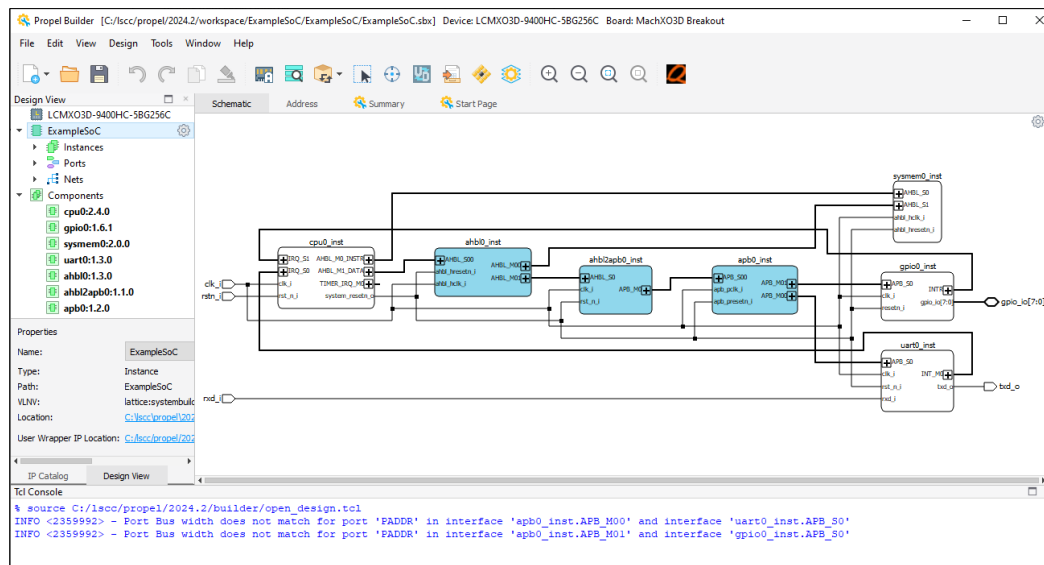 Propel Builder [C:/lscc/propel/2024.2/workspace/ExampleSoC/ExampleSoC/ExampleSoC.sbx] Device: LCMXO3D-9400HC-5BG256C Board: MachXO3D Breakout
File Edit View Design Tools Window Help
Design View
LCMXO3D-9400HC-5BG256C
ExampleSoC
Instances
Ports
Nets
Components
cpu0:2.4.0
gpio0:1.6.1
sysmem0:2.0.0
uart0:1.3.0
ahbl0:1.3.0
ahbl2apb0:1.1.0
apb0:1.2.0
Properties
Name: ExampleSoC
Type: Instance
Path: ExampleSoC
VLNV: lattice:systembuild
Location: C:\lscc\propel\202
User Wrapper IP Location: C:/lscc/propel/202
IP Catalog Design View
Schematic Address Summary Start Page
clk_i
rstn_i
rxd_i
cpu0_inst
IRQ_S1 AHBL_M0_INSTR
IRQ_S0 AHBL_M1_DATA
clk_i TIMER_IRQ_M0
rst_n_i system_resetn_o
ahbl0_inst
AHBL_S00
AHBL_M00
ahbl_hresetn_i
AHBL_M01
ahbl_hclk_i
ahbl2apb0_inst
AHBL_S0
clk_i
APB_M0
rst_n_i
apb0_inst
APB_S00
APB_M01
apb_pclk_i
APB_M00
apb_presetn_i
sysmem0_inst
AHBL_S0
AHBL_S1
ahbl_hclk_i
ahbl_hresetn_i
gpio0_inst
APB_S0
INTR
clk_i
gpio_io[7:0]
resetn_i
gpio_io[7:0]
uart0_inst
APB_S0
INT_M0
clk_i
rst_n_i txd_o
rxd_i
txd_o
Tcl Console
% source C:/lscc/propel/2024.2/builder/open_design.tcl
INFO <2359992> - Port Bus width does not match for port 'PADDR' in interface 'apb0_inst.APB_M00' and interface 'uart0_inst.APB_S0'
INFO <2359992> - Port Bus width does not match for port 'PADDR' in interface 'apb0_inst.APB_M01' and interface 'gpio0_inst.APB_S0'